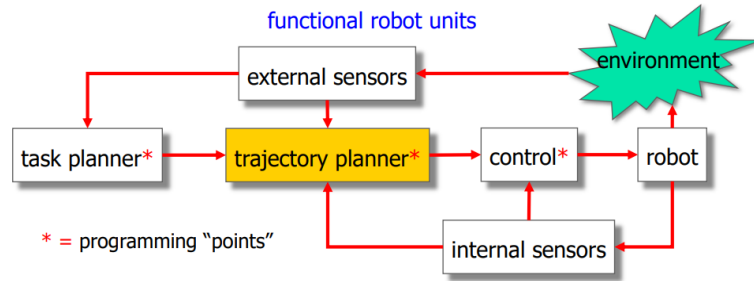 functional robot units
environment
external sensors
task planner*
trajectory planner*
control*
robot
* = programming “points”
internal sensors